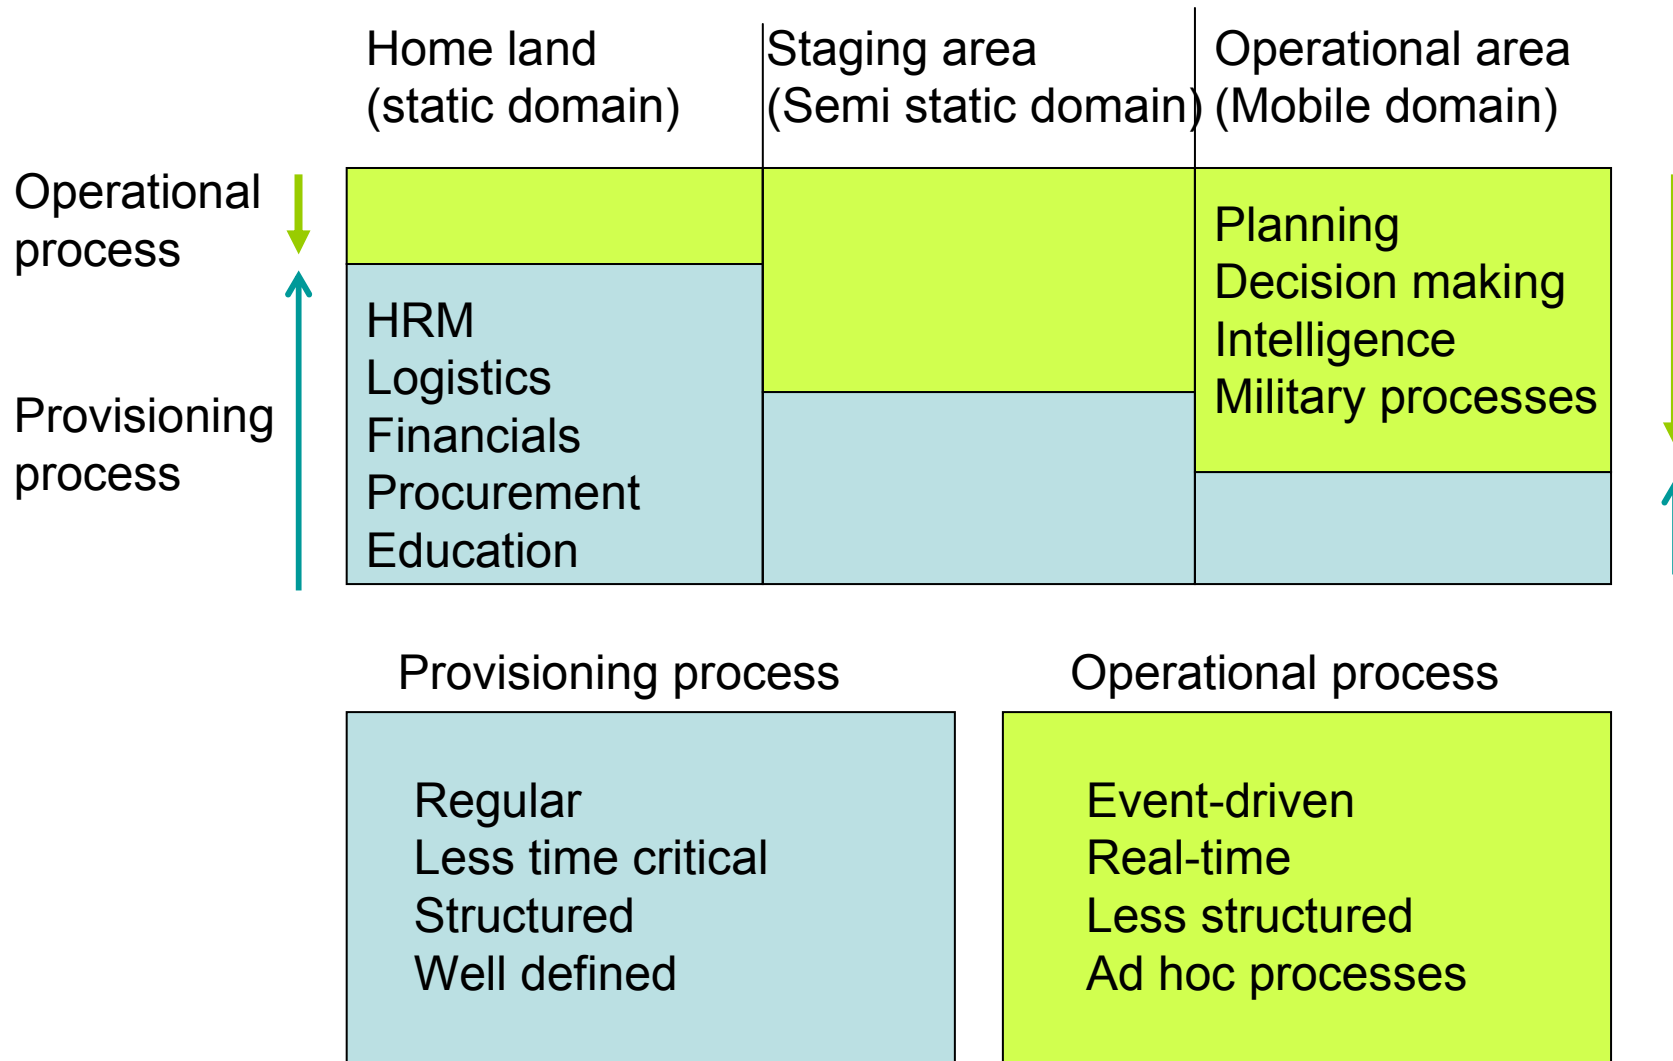 Home land
(static domain)
Staging area
(Semi static domain)
Operational area
(Mobile domain)
Operational
process
Provisioning
process
HRM
Logistics
Financials
Procurement
Education
Planning
Decision making
Intelligence
Military processes
Provisioning process
Regular
Less time critical
Structured
Well defined
Operational process
Event-driven
Real-time
Less structured
Ad hoc processes